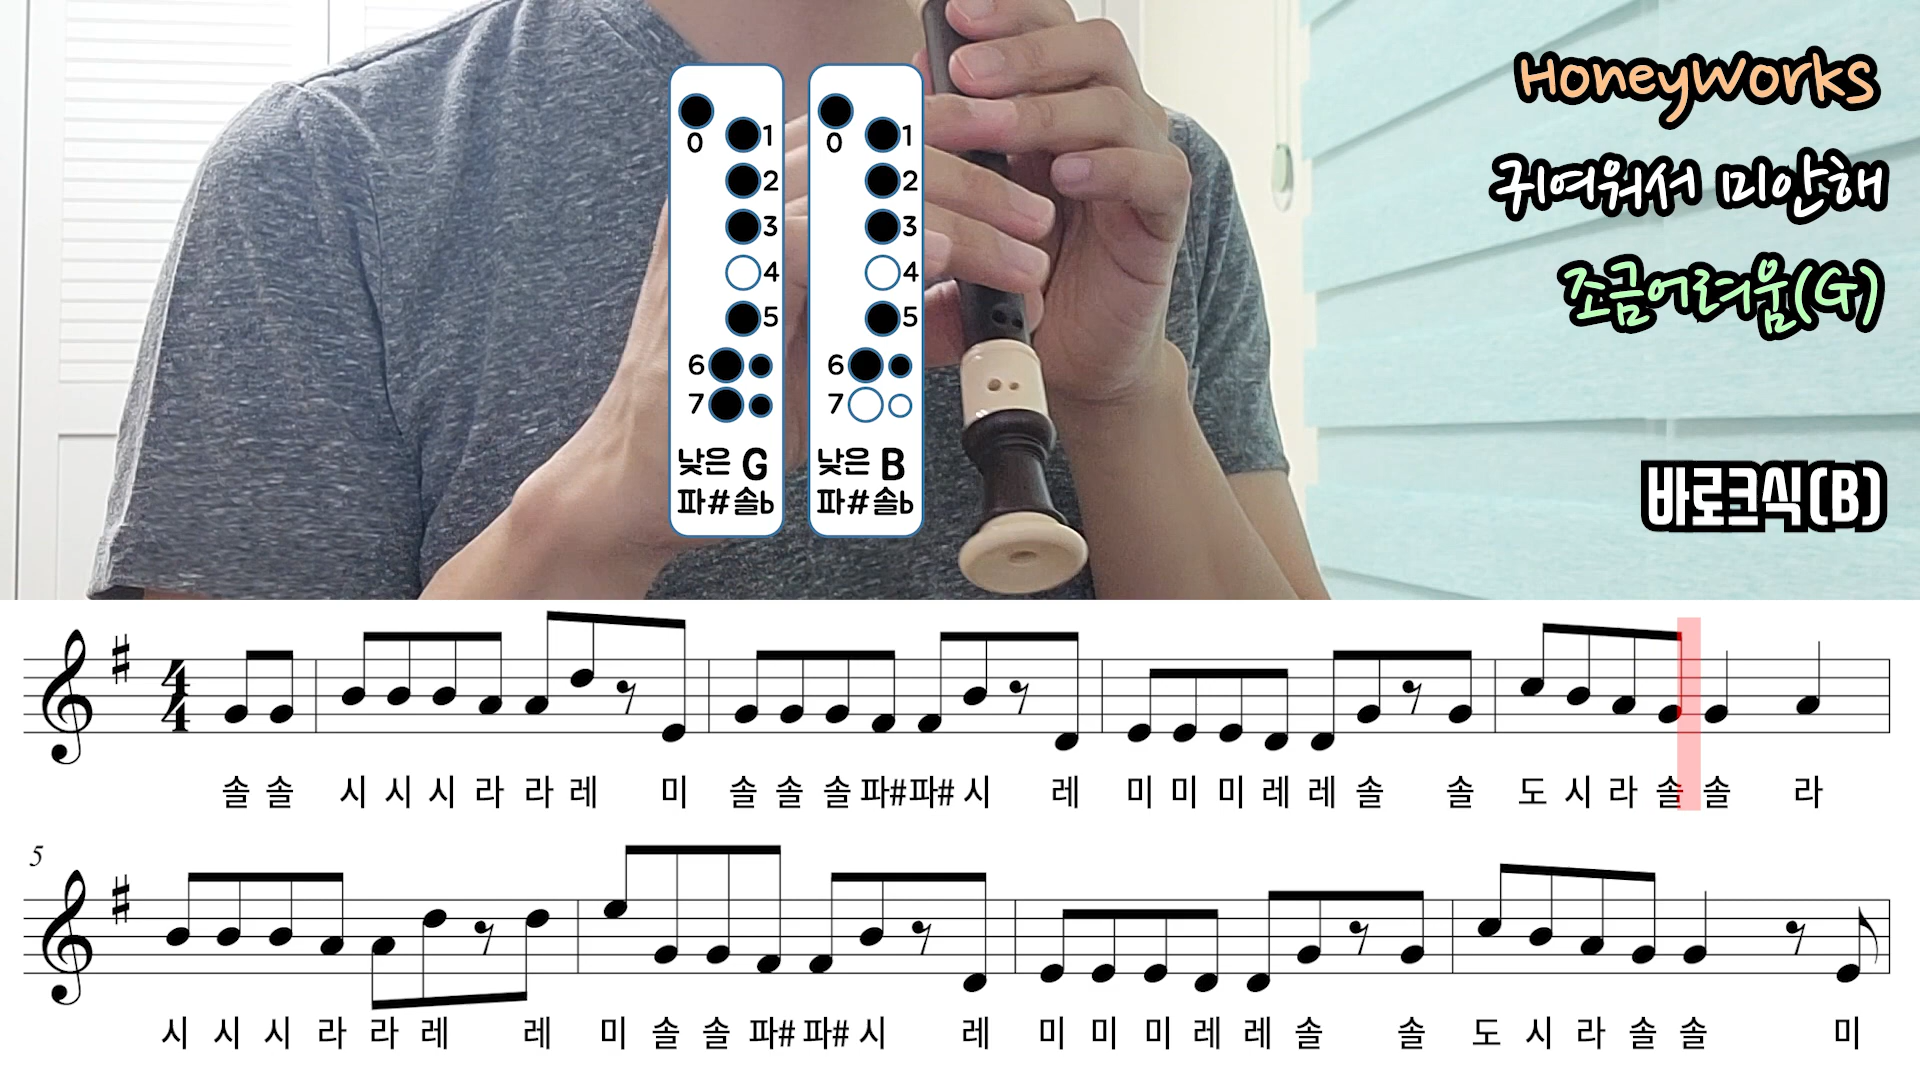 HoneyWorks
귀여워서 미안해
조금어려움(G)
바로크식(B)
0 1
2
3
4
5
6
7
낮은 G
파#솔b
0 1
2
3
4
5
6
7
낮은 B
파#솔b
4
4
솔 솔 시 시 시 라 라 레 미 솔 솔 솔 파# 파# 시 레 미 미 미 레 레 솔 솔 도 시 라 솔 솔 라
5
시 시 시 라 라 레 레 미 솔 솔 파# 파# 시 레 미 미 미 레 레 솔 솔 도 시 라 솔 솔 미